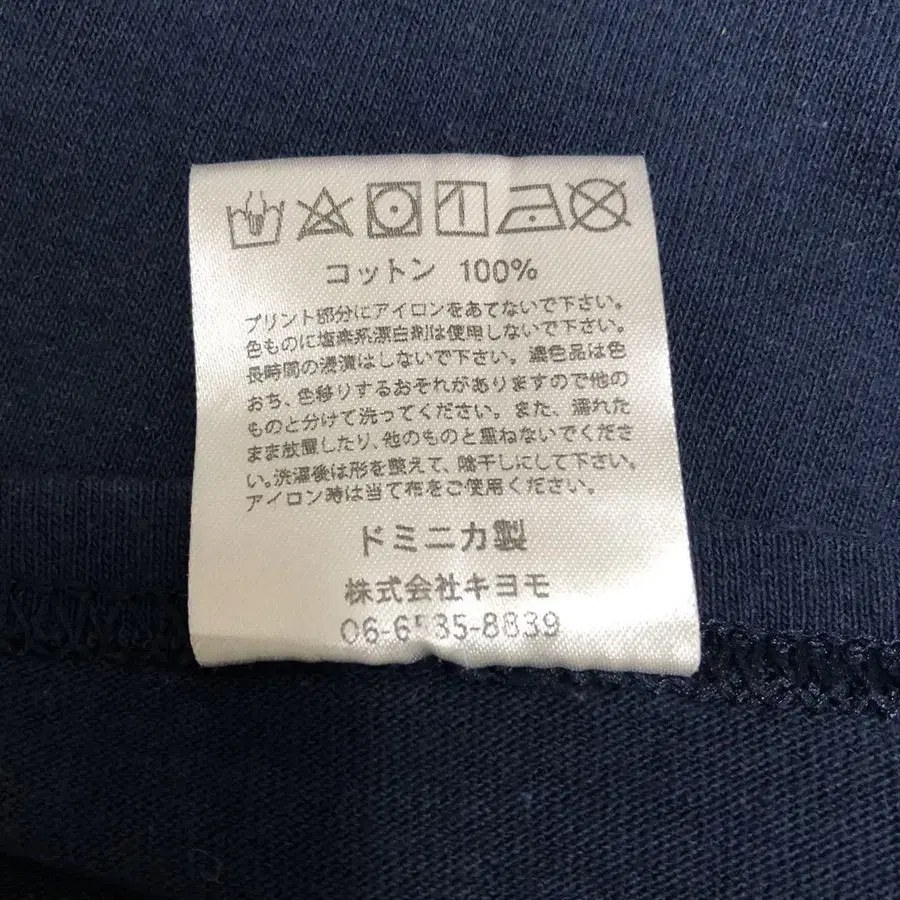 コットン 100%
プリント部分にアイロンをあてないで下さい。
色ものに塩素系漂白剤は使用しないで下さい。
長時間の浸漬はしないで下さい。濃色品は色
おち、色移りするおそれがありますので他の
ものと分けて洗ってください。また、濡れた
まま放置したり、他のものと重ねないでくださ
い。洗濯後は形を整えて、陰干しにして下さい。
アイロン時は当て布をご使用ください。
ドミニカ製
株式会社キヨモ
06-6535-8839